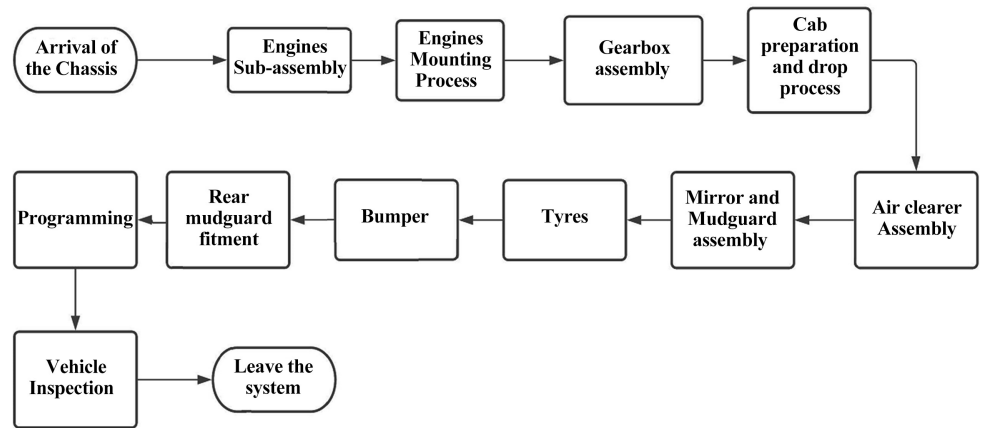 Arrival of
the Chassis
Engines
Sub-assembly
Engines
Mounting
Process
Gearbox
assembly
Cab
preparation
and drop
process
Air clearer
Assembly
Mirror and
Mudguard
assembly
Tyres
Bumper
Rear
mudguard
fitment
Programming
Vehicle
Inspection
Leave the
system